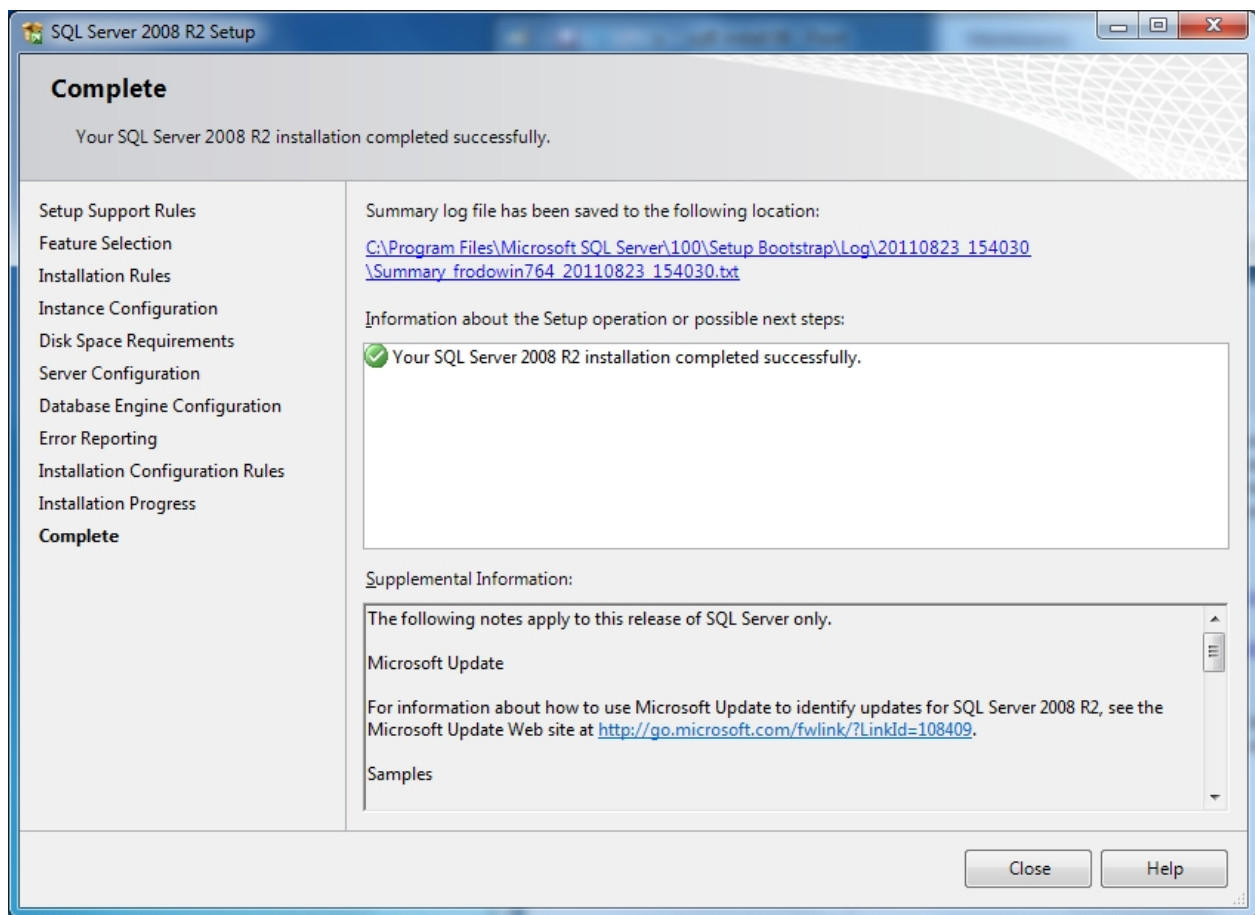 SQL Server 2008 R2 Setup
Complete
Your SQL Server 2008 R2 installation completed successfully.
Setup Support Rules
Feature Selection
Installation Rules
Instance Configuration
Disk Space Requirements
Server Configuration
Database Engine Configuration
Error Reporting
Installation Configuration Rules
Installation Progress
Complete
Summary log file has been saved to the following location:
C:\Program Files\Microsoft SQL Server\100\Setup Bootstrap\Log\20110823_154030
\Summary_frodowin764_20110823_154030.txt
Information about the Setup operation or possible next steps:
Your SQL Server 2008 R2 installation completed successfully.
Supplemental Information:
The following notes apply to this release of SQL Server only.
Microsoft Update
For information about how to use Microsoft Update to identify updates for SQL Server 2008 R2, see the
Microsoft Update Web site at http://go.microsoft.com/fwlink/?LinkId=108409.
Samples
Close
Help